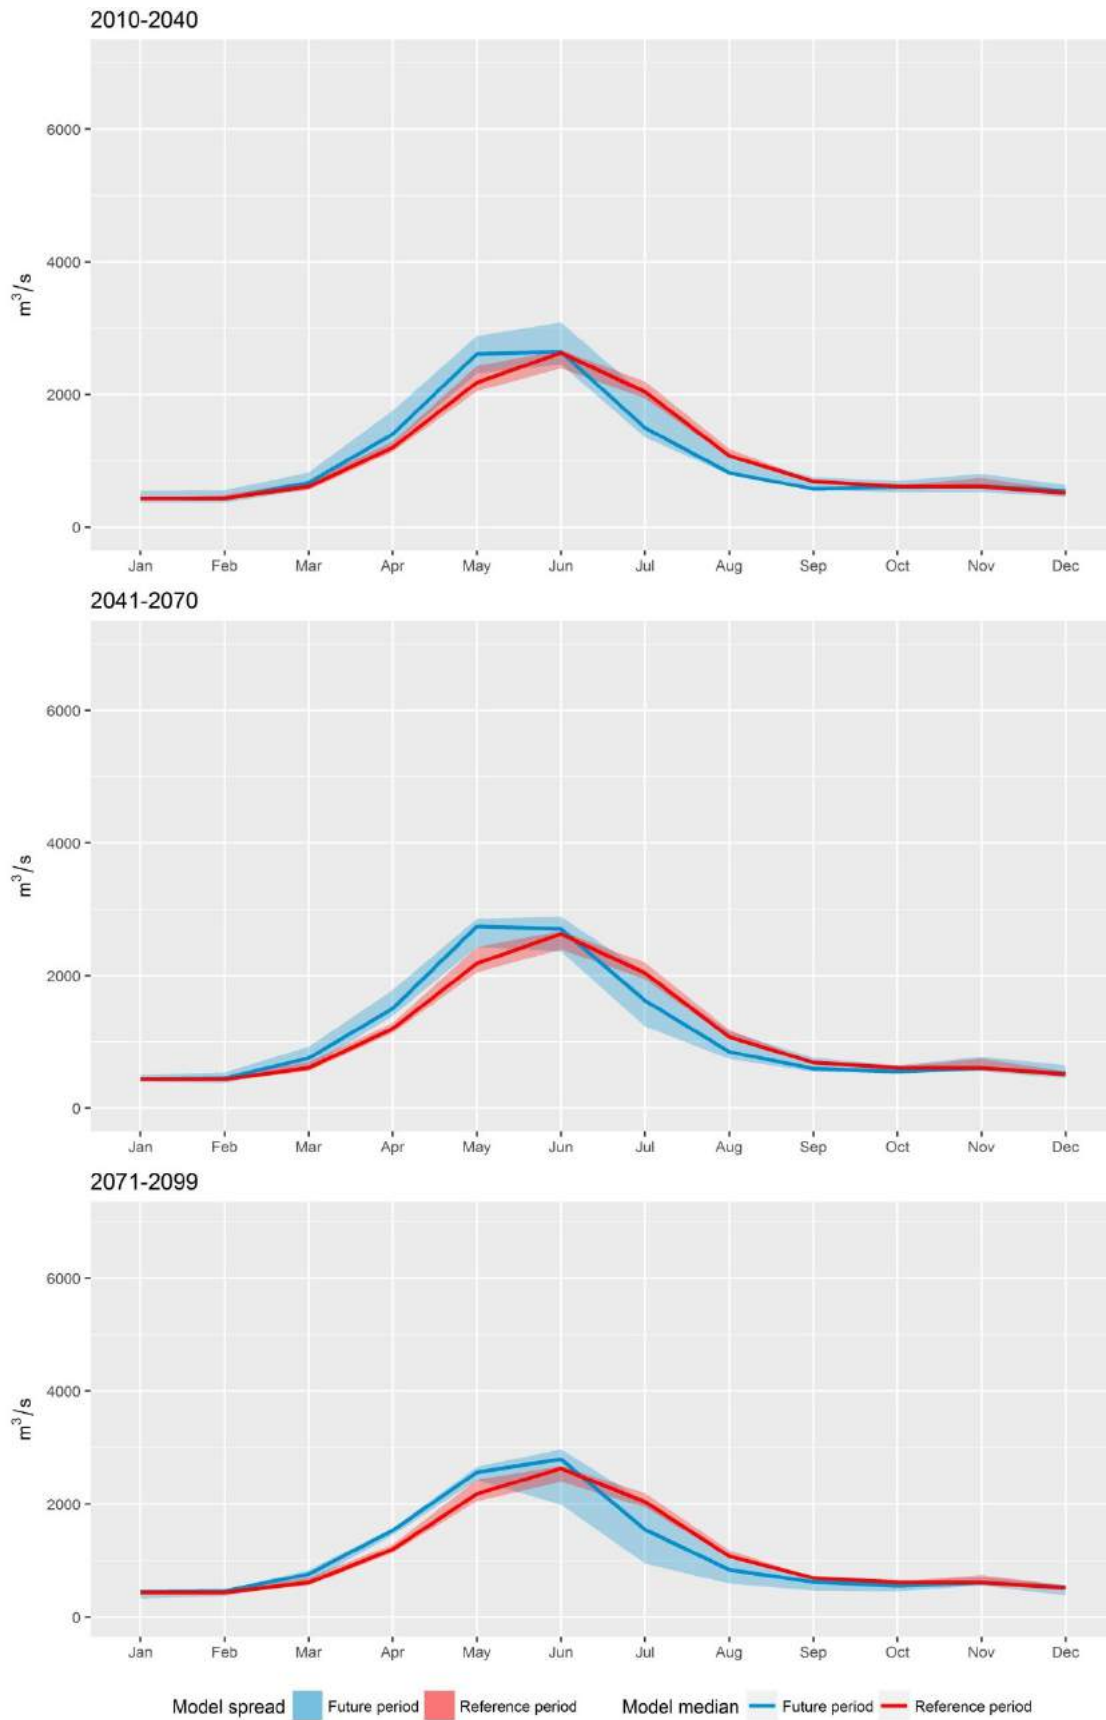 2010-2040
6000
4000
m³/s
2000
0
Jan Feb Mar Apr May Jun Jul Aug Sep Oct Nov Dec
2041-2070
6000
4000
m³/s
2000
0
Jan Feb Mar Apr May Jun Jul Aug Sep Oct Nov Dec
2071-2099
6000
4000
m³/s
2000
0
Jan Feb Mar Apr May Jun Jul Aug Sep Oct Nov Dec
Model spread Future period Reference period Model median Future period Reference period